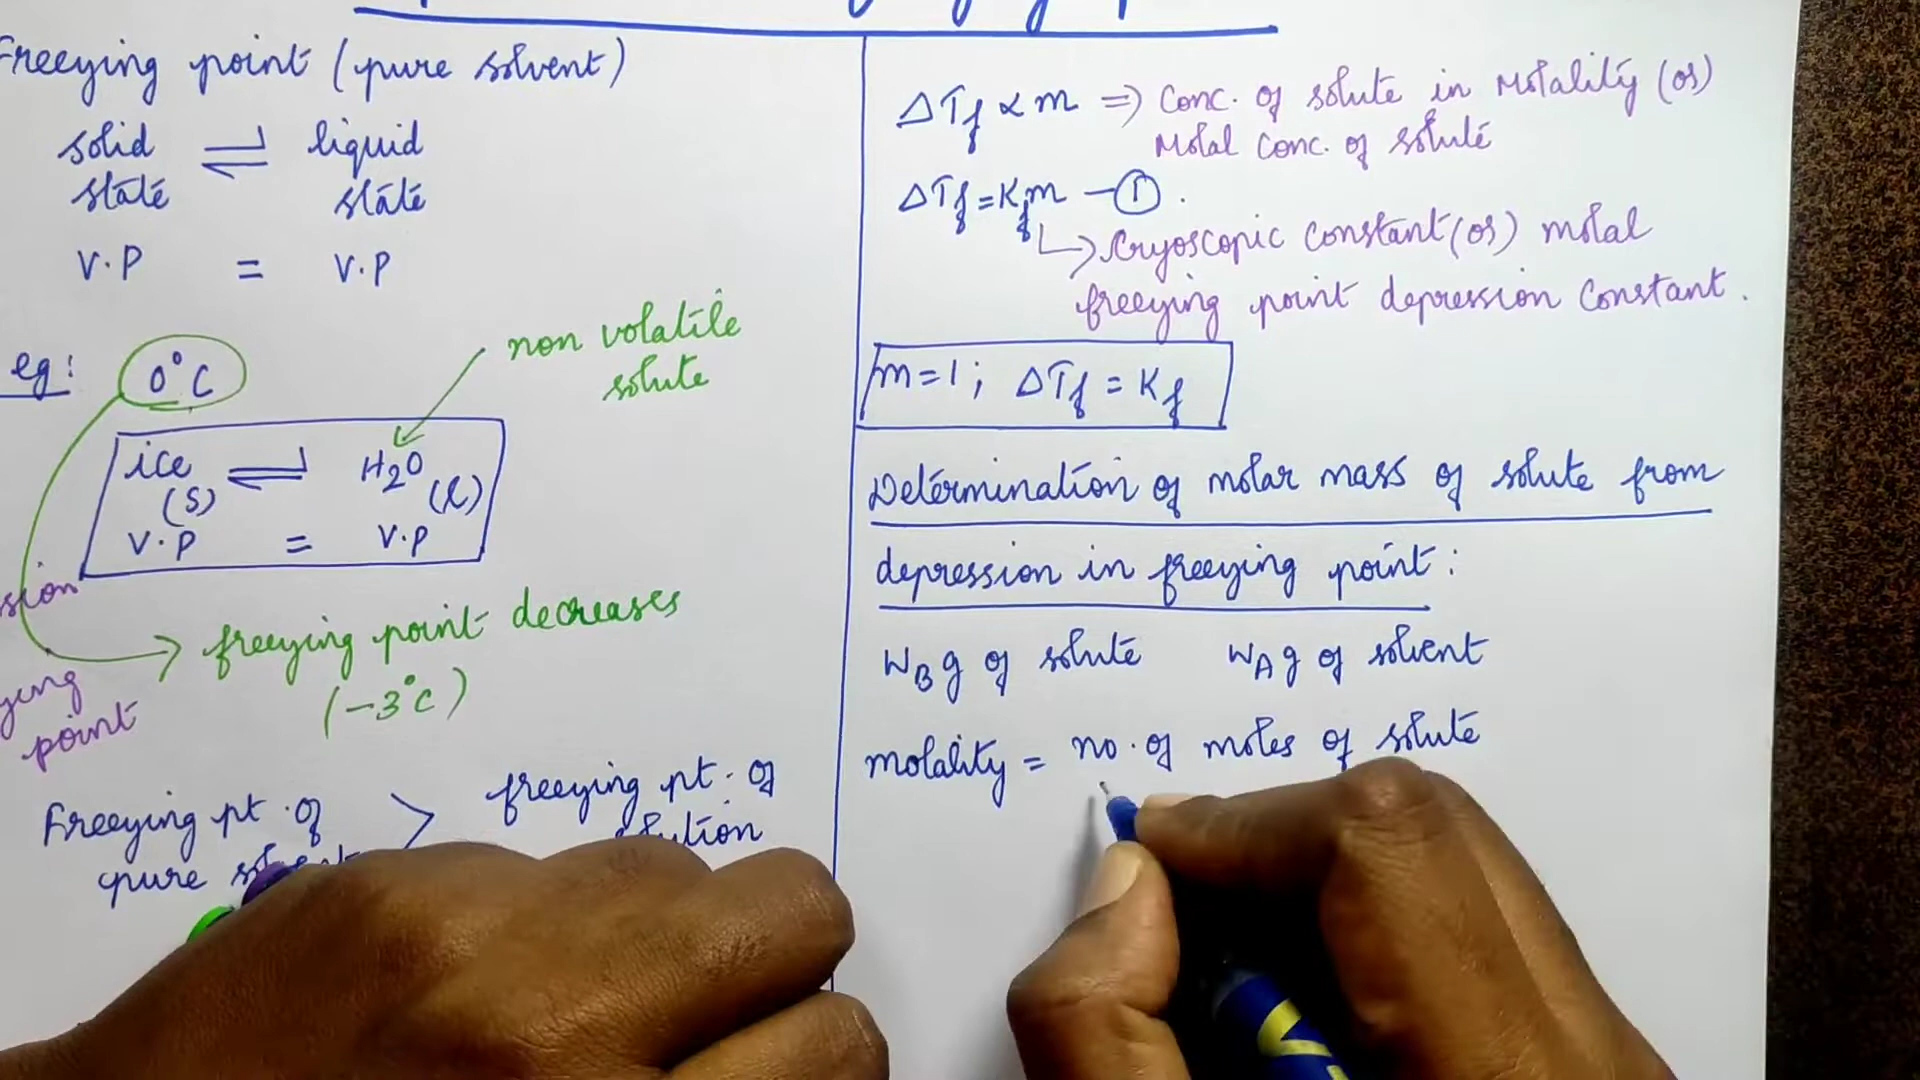 Freezing point (pure solvent)
solid ⇌ liquid
state state
V.P = V.P
eg: 0°C
non volatile
solute
ice ⇌ H₂O
(s) (l)
V.P = V.P
freezing point decreases
(-3°C)
point
Freezing pt. of > freezing pt. of
pure
ΔTf ∝ m ⇒ Conc. of solute in Molality (or)
Molal Conc. of solute
ΔTf = Kfm - ①.
↳ Cryoscopic Constant (or) molal
freezing point depression Constant.
m = 1; ΔTf = Kf
Determination of molar mass of solute from
depression in freezing point:
WB g of solute WA g of solvent
molality = no. of moles of solute